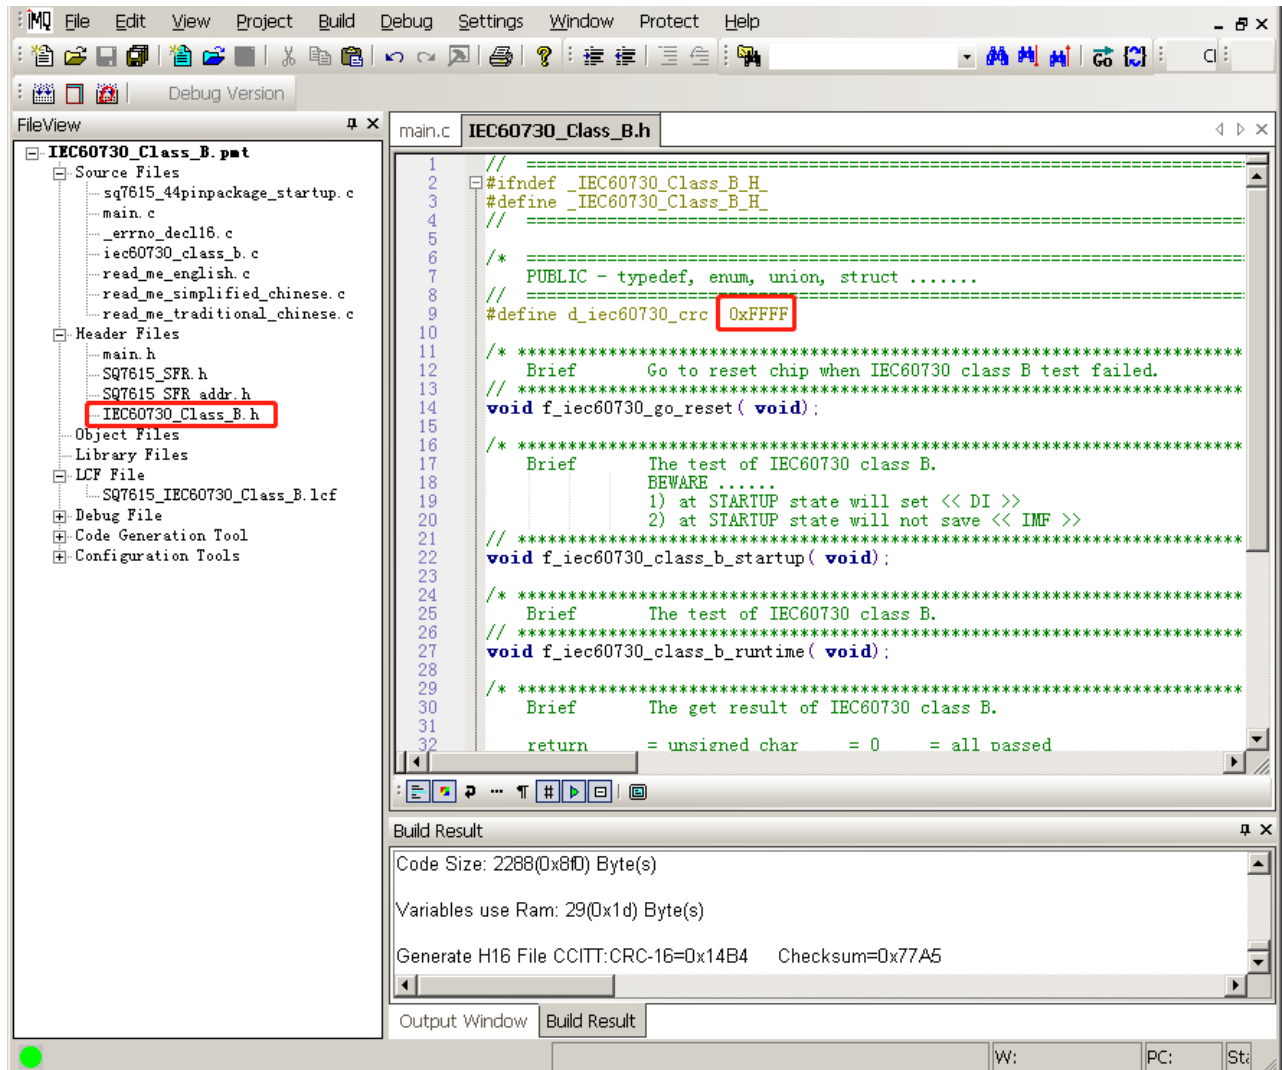 iMQ File Edit View Project Build Debug Settings Window Protect Help
Go Cl
Debug Version
FileView
IEC60730_Class_B.pmt
Source Files
sq7615_44pinpackage_startup.c
main.c
_errno_decl16.c
iec60730_class_b.c
read_me_english.c
read_me_simplified_chinese.c
read_me_traditional_chinese.c
Header Files
main.h
SQ7615_SFR.h
SQ7615_SFR_addr.h
IEC60730_Class_B.h
Object Files
Library Files
LCF File
SQ7615_IEC60730_Class_B.lcf
Debug File
Code Generation Tool
Configuration Tools
main.c IEC60730_Class_B.h
1 // ========================================================================
2 #ifndef _IEC60730_Class_B_H_
3 #define _IEC60730_Class_B_H_
4 // ========================================================================
5
6 /* ========================================================================
7 PUBLIC - typedef, enum, union, struct .......
8 // ========================================================================
9 #define d_iec60730_crc 0xFFFF
10
11 /* ************************************************************************
12 Brief Go to reset chip when IEC60730 class B test failed.
13 // ************************************************************************
14 void f_iec60730_go_reset( void);
15
16 /* ************************************************************************
17 Brief The test of IEC60730 class B.
18 BEWARE ......
19 1) at STARTUP state will set << DI >>
20 2) at STARTUP state will not save << IMF >>
21 // ************************************************************************
22 void f_iec60730_class_b_startup( void);
23
24 /* ************************************************************************
25 Brief The test of IEC60730 class B.
26 // ************************************************************************
27 void f_iec60730_class_b_runtime( void);
28
29 /* ************************************************************************
30 Brief The get result of IEC60730 class B.
31
32 return = unsigned char = 0 = all passed
Build Result
Code Size: 2288(0x8f0) Byte(s)
Variables use Ram: 29(0x1d) Byte(s)
Generate H16 File CCITT:CRC-16=0x14B4 Checksum=0x77A5
Output Window Build Result
W: PC: Sta